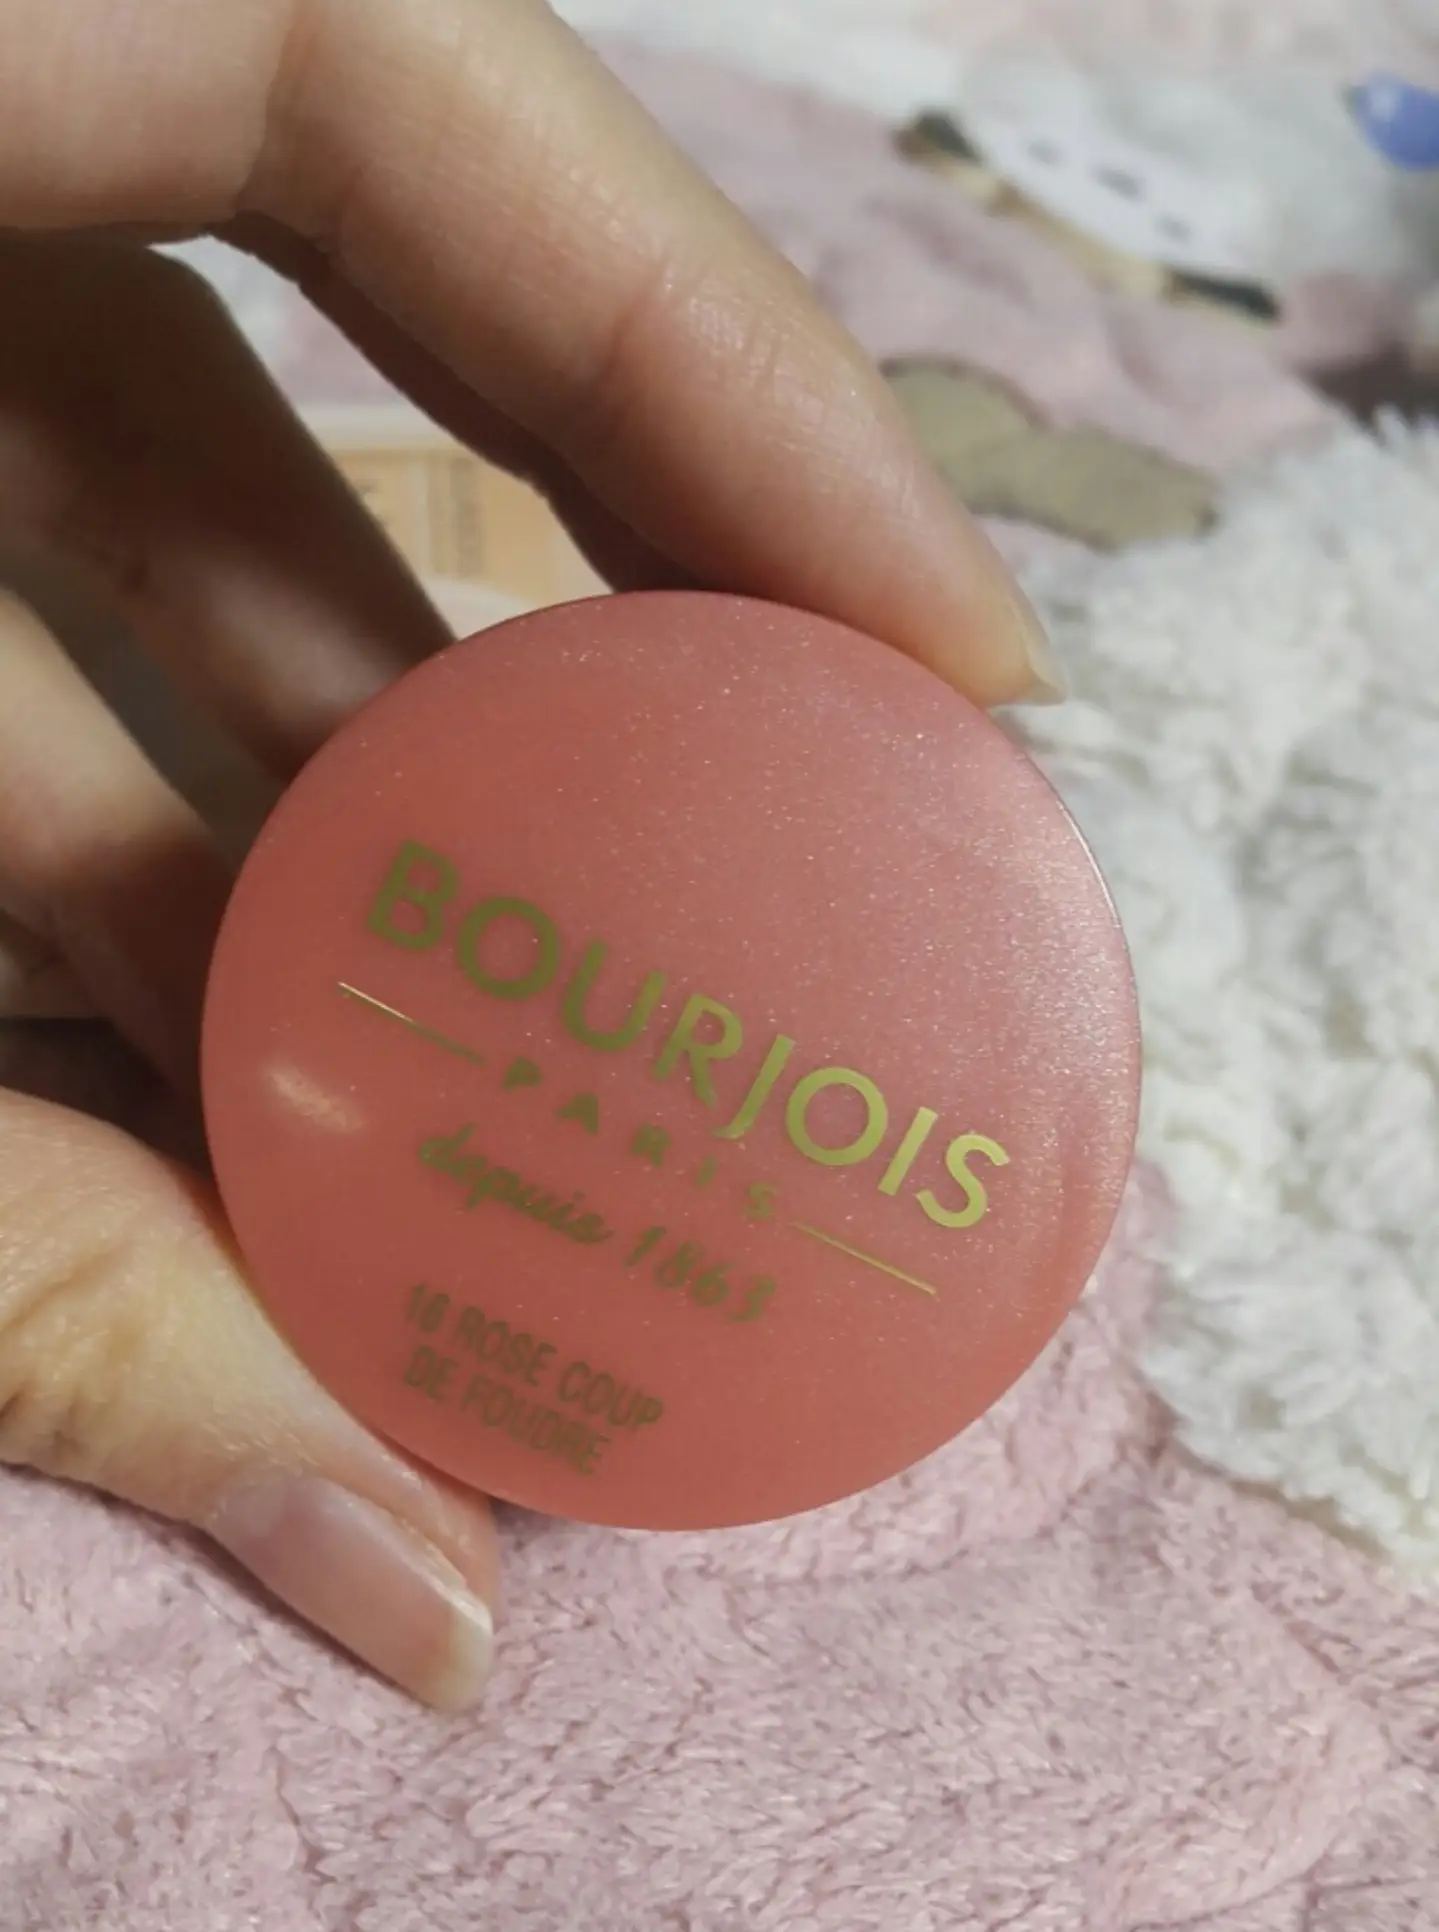 BOURJOIS
PARIS
depuis 1863
16 ROSE COUP
DE FOUDRE